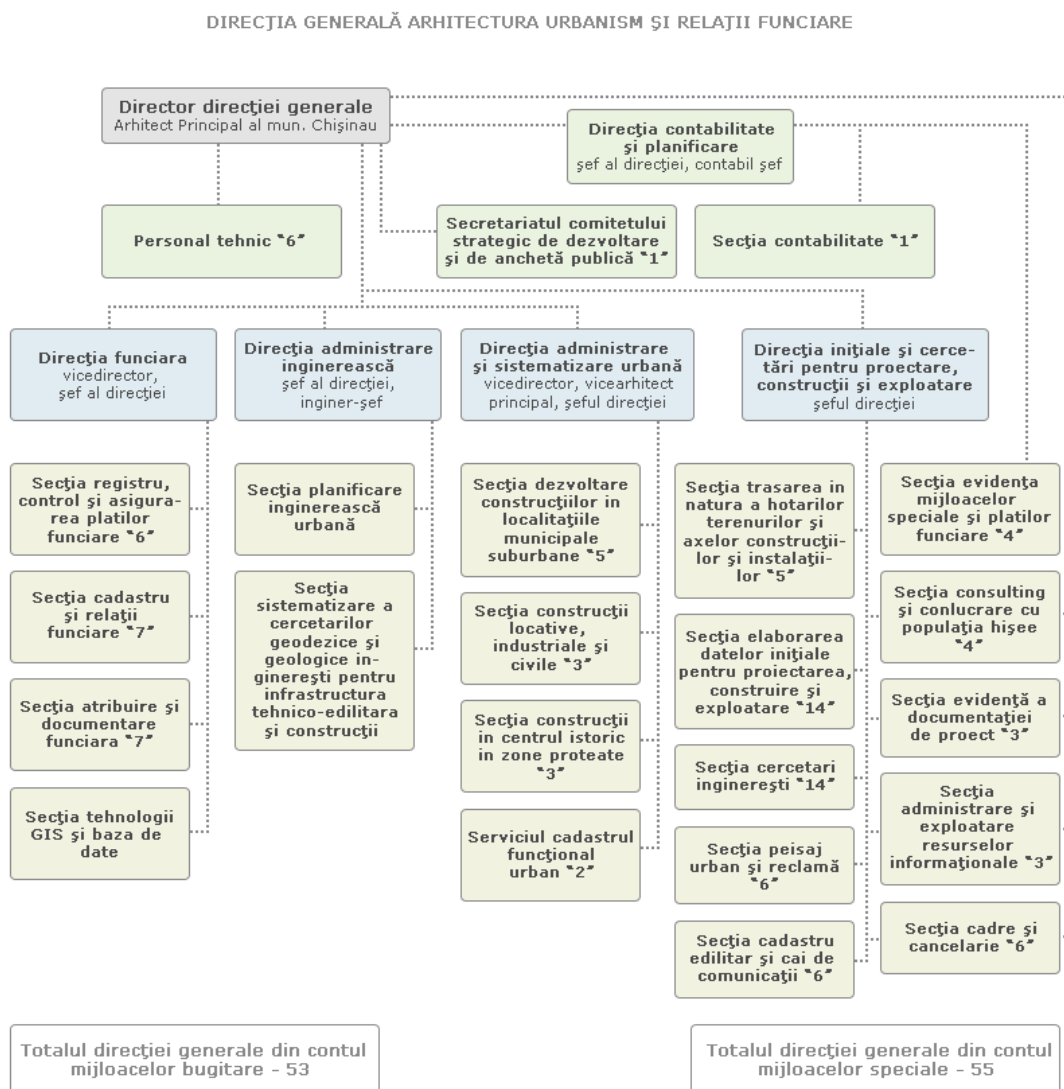 DIRECŢIA GENERALĂ ARHITECTURA URBANISM ŞI RELAŢII FUNCIARE
Director direcţiei generale
Arhitect Principal al mun. Chişinau
Direcţia contabilitate
şi planificare
şef al direcţiei, contabil şef
Personal tehnic "6"
Secretariatul comitetului
strategic de dezvoltare
şi de anchetă publică "1"
Secţia contabilitate "1"
Direcţia funciara
vicedirector,
şef al direcţiei
Direcţia administrare
inginerească
şef al direcţiei,
inginer-şef
Direcţia administrare
şi sistematizare urbană
vicedirector, vicearhitect
principal, şeful direcţiei
Direcţia iniţiale şi cerce-
tări pentru proiectare,
construcţii şi exploatare
şeful direcţiei
Secţia registru,
control şi asigura-
rea platilor
funciare "6"
Secţia cadastru
şi relaţii
funciare "7"
Secţia atribuire şi
documentare
funciara "7"
Secţia tehnologii
GIS şi baza de
date
Secţia planificare
inginerească
urbană
Secţia
sistematizare a
cercetarilor
geodezice şi
geologice in-
ginereşti pentru
infrastructura
tehnico-edilitara
şi construcţii
Secţia dezvoltare
construcţiilor in
localitaţiile
municipale
suburbane "5"
Secţia construcţii
locative,
industriale şi
civile "3"
Secţia construcţii
in centrul istoric
in zone proteate
"3"
Serviciul cadastrul
funcţional
urban "2"
Secţia trasarea in
natura a hotarilor
terenurilor şi
axelor construcţii-
lor şi instalaţii-
lor "5"
Secţia elaborarea
datelor iniţiale
pentru proiectarea,
construire şi
exploatare "14"
Secţia cercetari
inginereşti "14"
Secţia peisaj
urban şi reclamă
"6"
Secţia cadastru
edilitar şi cai de
comunicaţii "6"
Secţia evidenţa
mijloacelor
speciale şi platilor
funciare "4"
Secţia consulting
şi conlucrare cu
populaţia hişee
"4"
Secţia evidenţă a
documentaţiei
de proect "3"
Secţia
administrare şi
exploatare
resurselor
informaţionale "3"
Secţia cadre şi
cancelarie "6"
Totalul direcţiei generale din contul
mijloacelor bugitare - 53
Totalul direcţiei generale din contul
mijloacelor speciale - 55